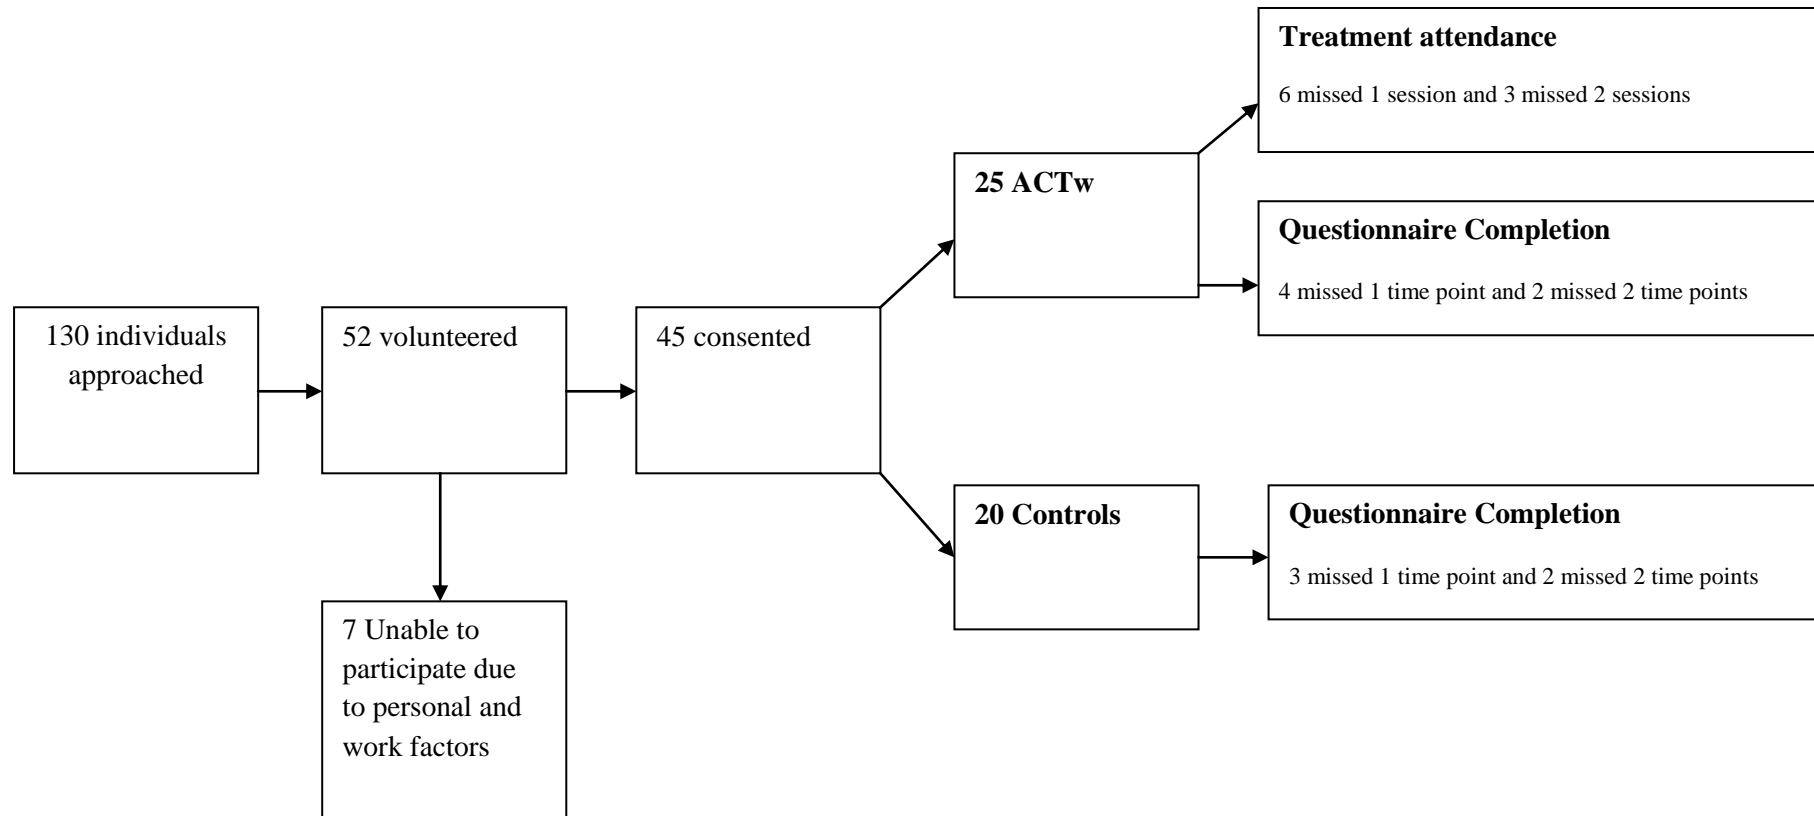 130 individuals
approached
52 volunteered
7 Unable to
participate due
to personal and
work factors
45 consented
25 ACTw
Treatment attendance
6 missed 1 session and 3 missed 2 sessions
Questionnaire Completion
4 missed 1 time point and 2 missed 2 time points
20 Controls
Questionnaire Completion
3 missed 1 time point and 2 missed 2 time points